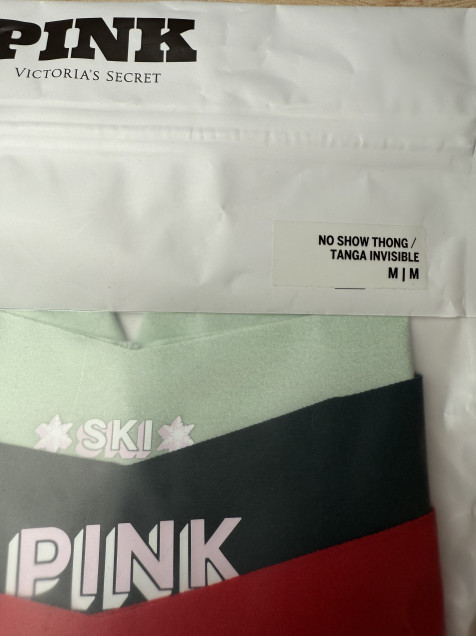 PINK
VICTORIA'S SECRET
NO SHOW THONG /
TANGA INVISIBLE
M | M
SKI
PINK